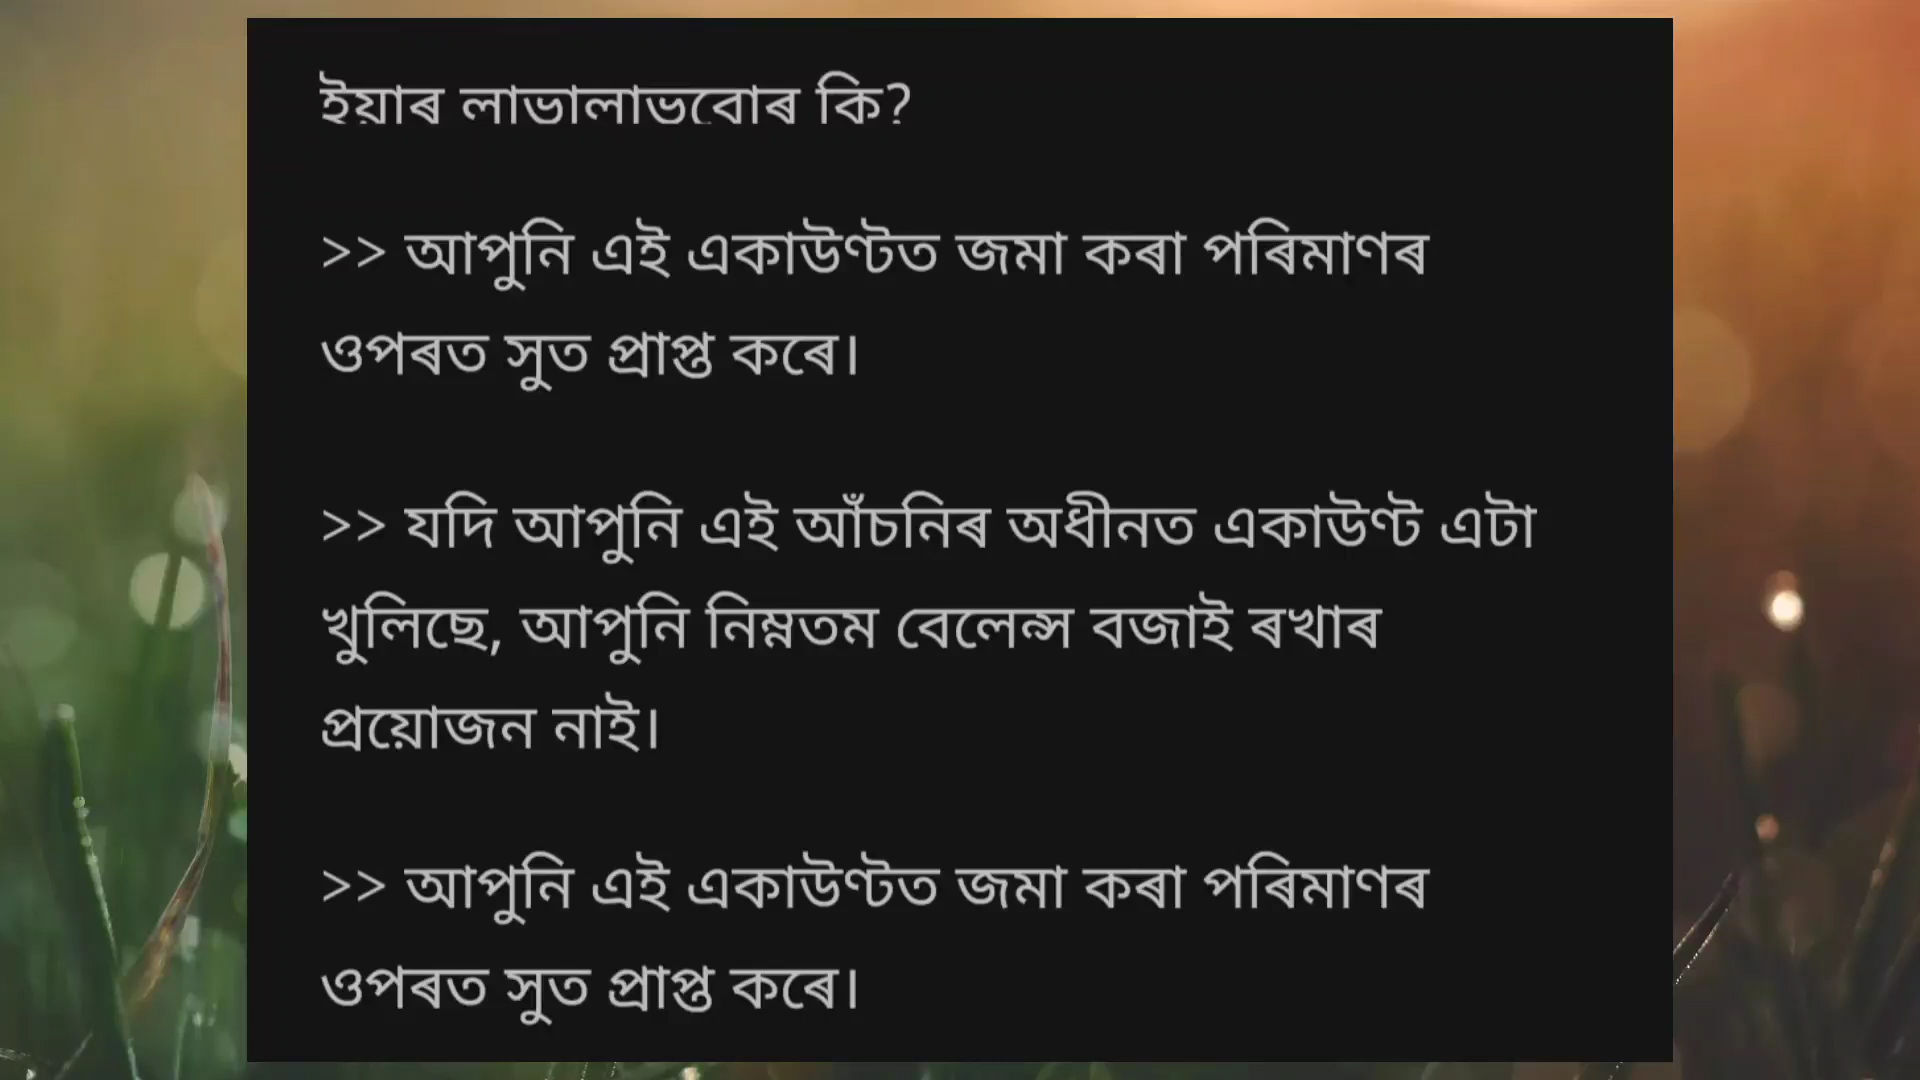 ইয়াৰ লাভালাভবোৰ কি?
>> আপুনি এই একাউণ্টত জমা কৰা পৰিমাণৰ
ওপৰত সুত প্ৰাপ্ত কৰে।
>> যদি আপুনি এই আঁচনিৰ অধীনত একাউণ্ট এটা
খুলিছে, আপুনি নিম্নতম বেলেন্স বজাই ৰখাৰ
প্ৰয়োজন নাই।
>> আপুনি এই একাউণ্টত জমা কৰা পৰিমাণৰ
ওপৰত সুত প্ৰাপ্ত কৰে।